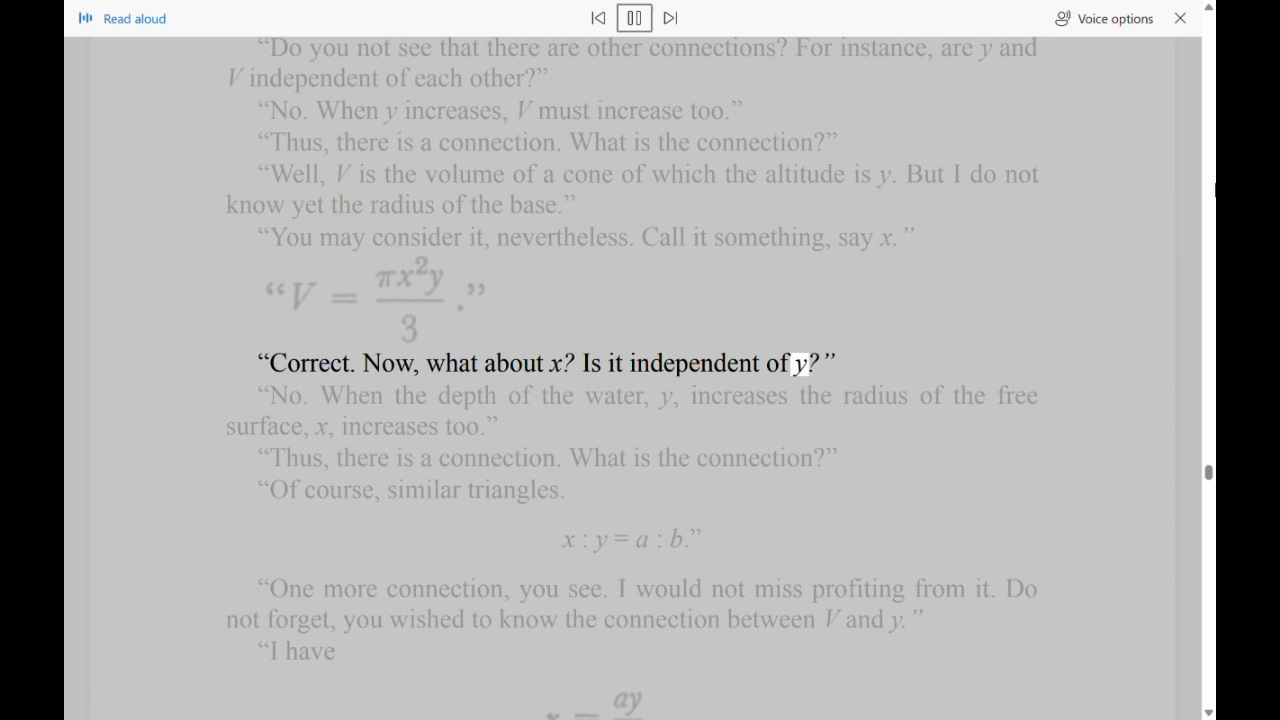 Read aloud
Voice options
“Do you not see that there are other connections? For instance, are y and
V independent of each other?”
“No. When y increases, V must increase too.”
“Thus, there is a connection. What is the connection?”
“Well, V is the volume of a cone of which the altitude is y. But I do not
know yet the radius of the base.”
“You may consider it, nevertheless. Call it something, say x.”
“V = πx²y / 3 .”
“Correct. Now, what about x? Is it independent of y?”
“No. When the depth of the water, y, increases the radius of the free
surface, x, increases too.”
“Thus, there is a connection. What is the connection?”
“Of course, similar triangles.
x : y = a : b.”
“One more connection, you see. I would not miss profiting from it. Do
not forget, you wished to know the connection between V and y.”
“I have
x = ay